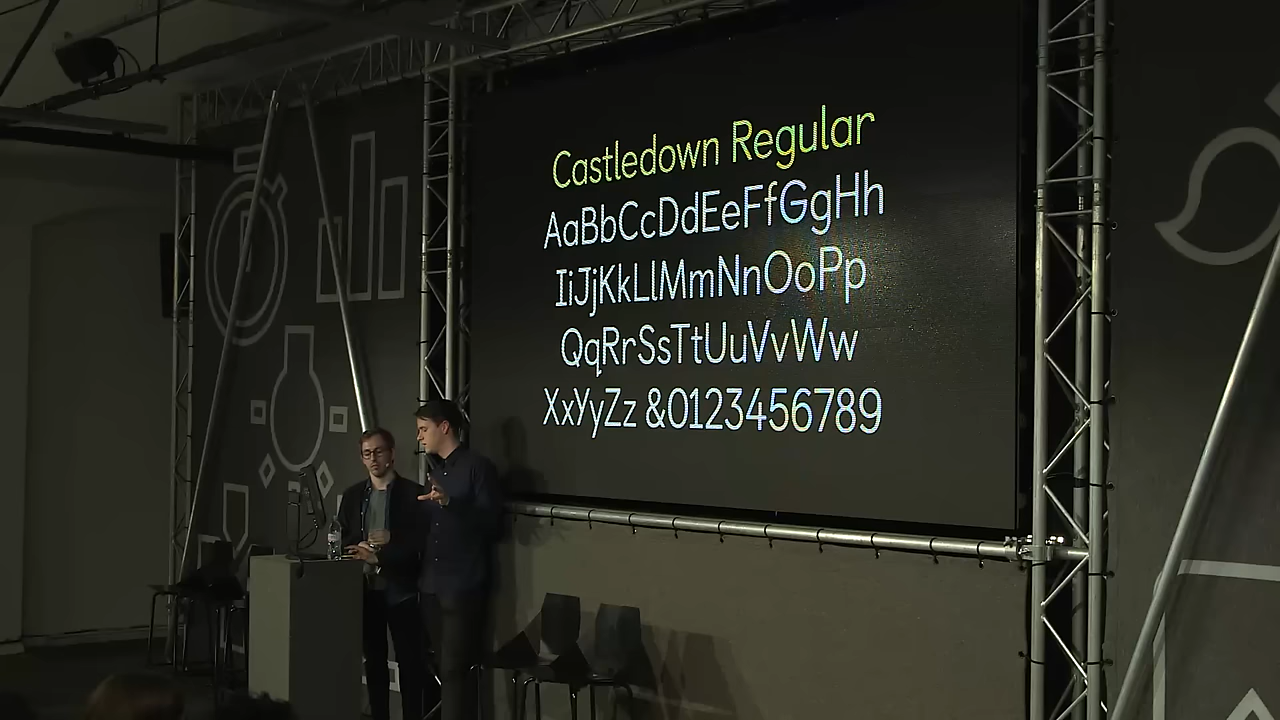 Castledown Regular
AaBbCcDdEeFfGgHh
IiJjKkLlMmNnOoPp
QqRrSsTtUuVvWw
XxYyZz &0123456789